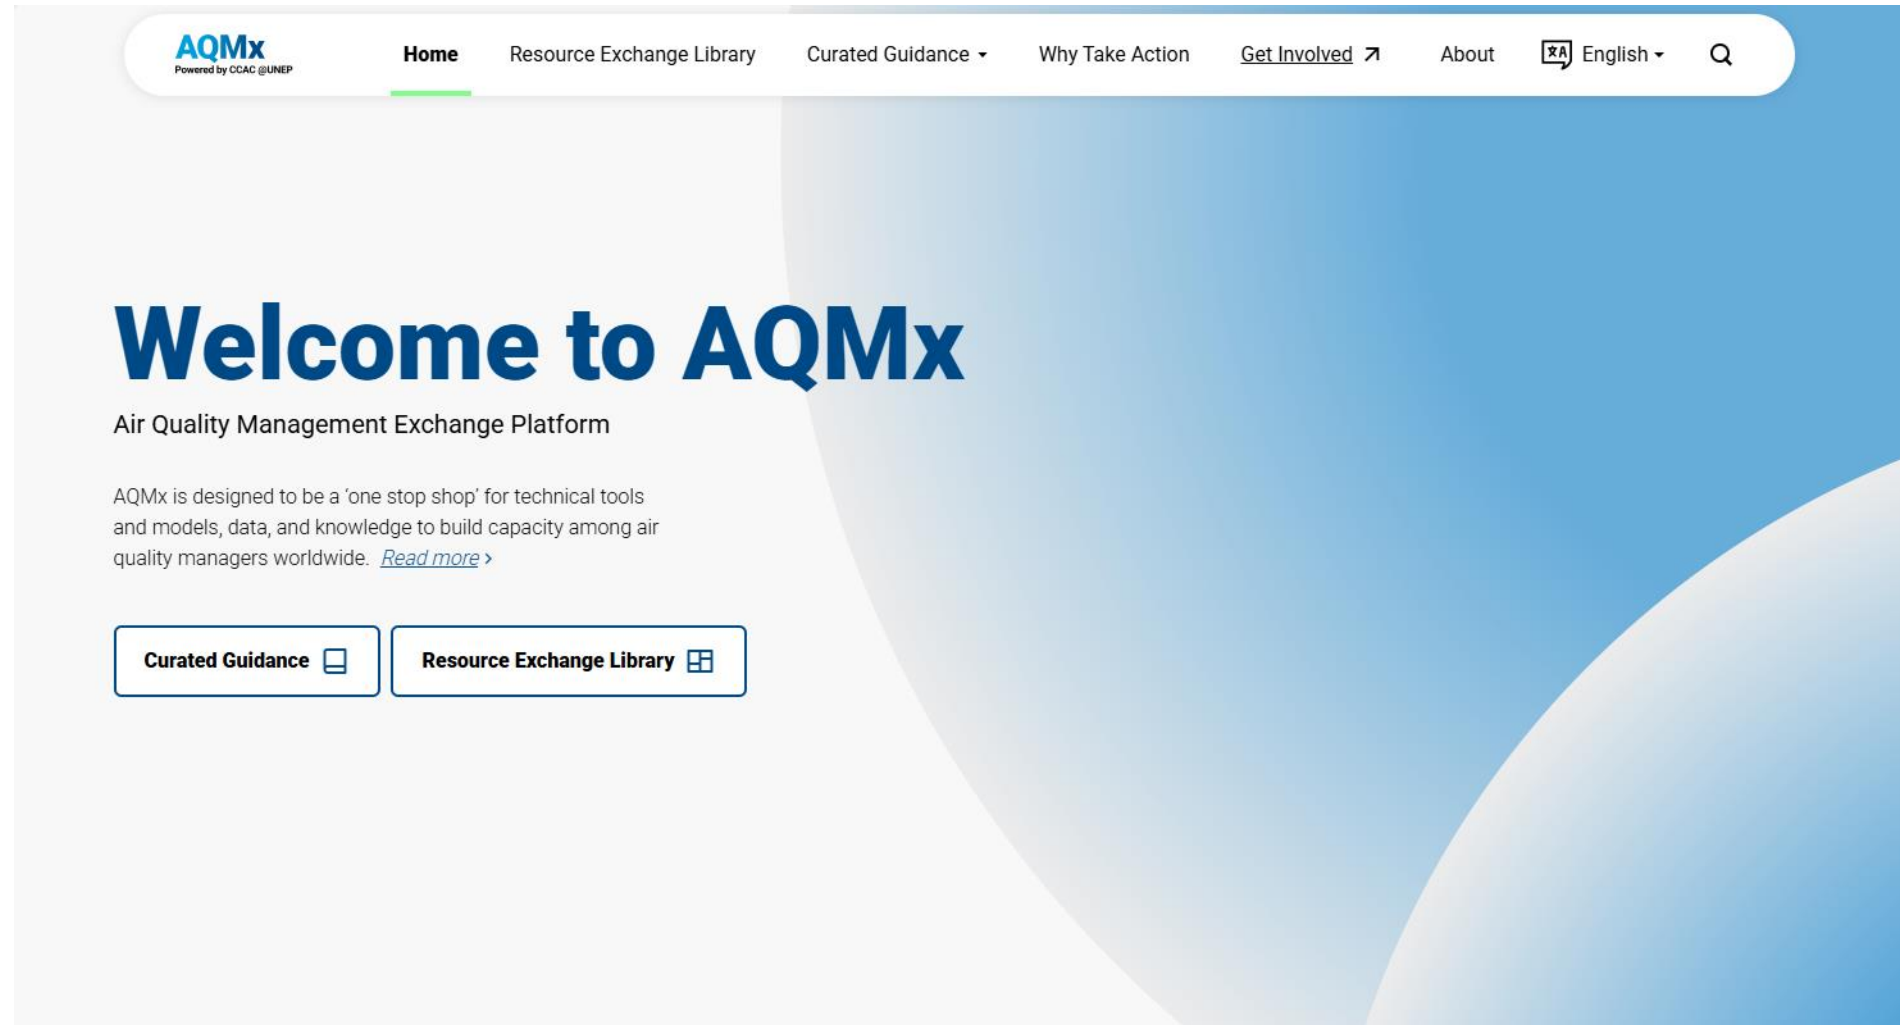 AQMx
Powered by CCAC @UNEP
Home
Resource Exchange Library
Curated Guidance
Why Take Action
Get Involved
About
文A English
Welcome to AQMx
Air Quality Management Exchange Platform
AQMx is designed to be a ‘one stop shop’ for technical tools
and models, data, and knowledge to build capacity among air
quality managers worldwide. Read more >
Curated Guidance
Resource Exchange Library